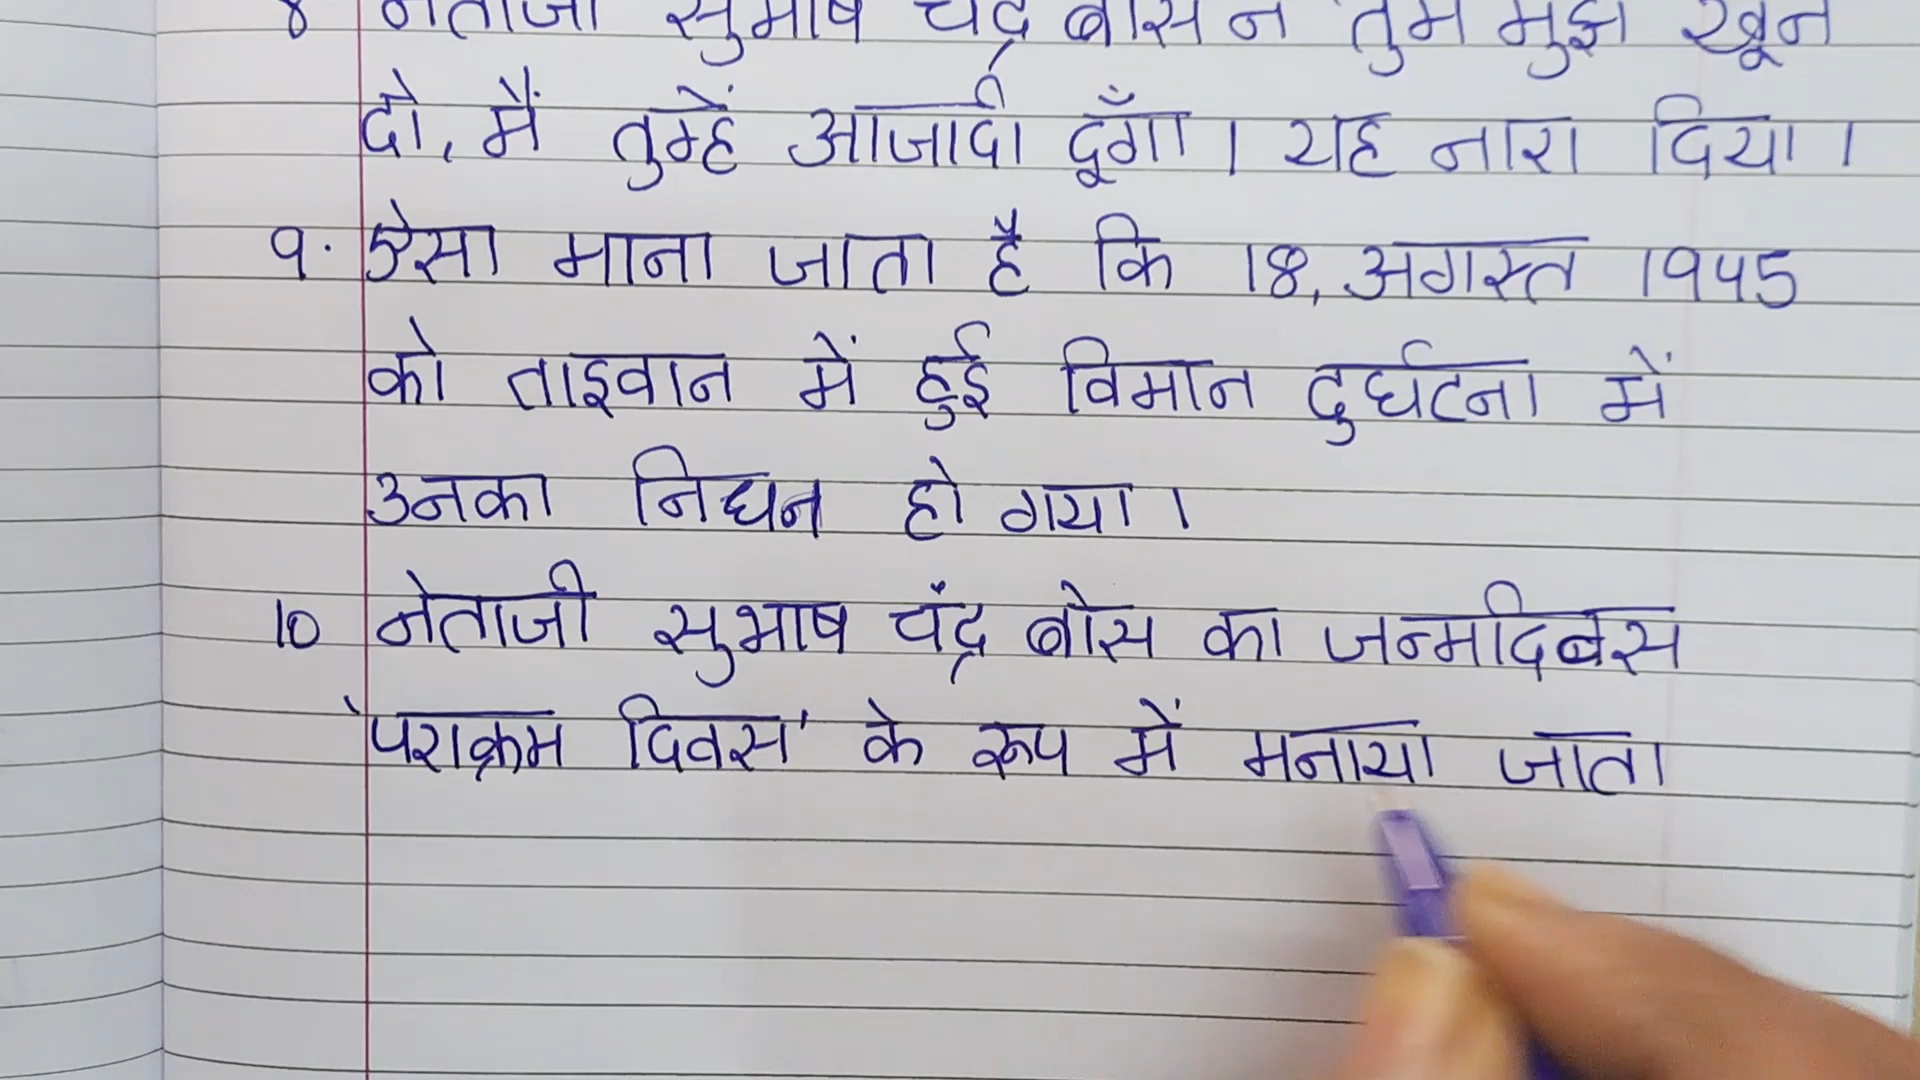 8 नेताजी सुभाष चंद्र बोस ने तुम मुझे खून
दो, मैं तुम्हें आजादी दूँगा । यह नारा दिया ।
9. ऐसा माना जाता है कि 18, अगस्त 1945
को ताइवान में हुई विमान दुर्घटना में
उनका निधन हो गया ।
10 नेताजी सुभाष चंद्र बोस का जन्मदिवस
'पराक्रम दिवस' के रूप में मनाया जाता